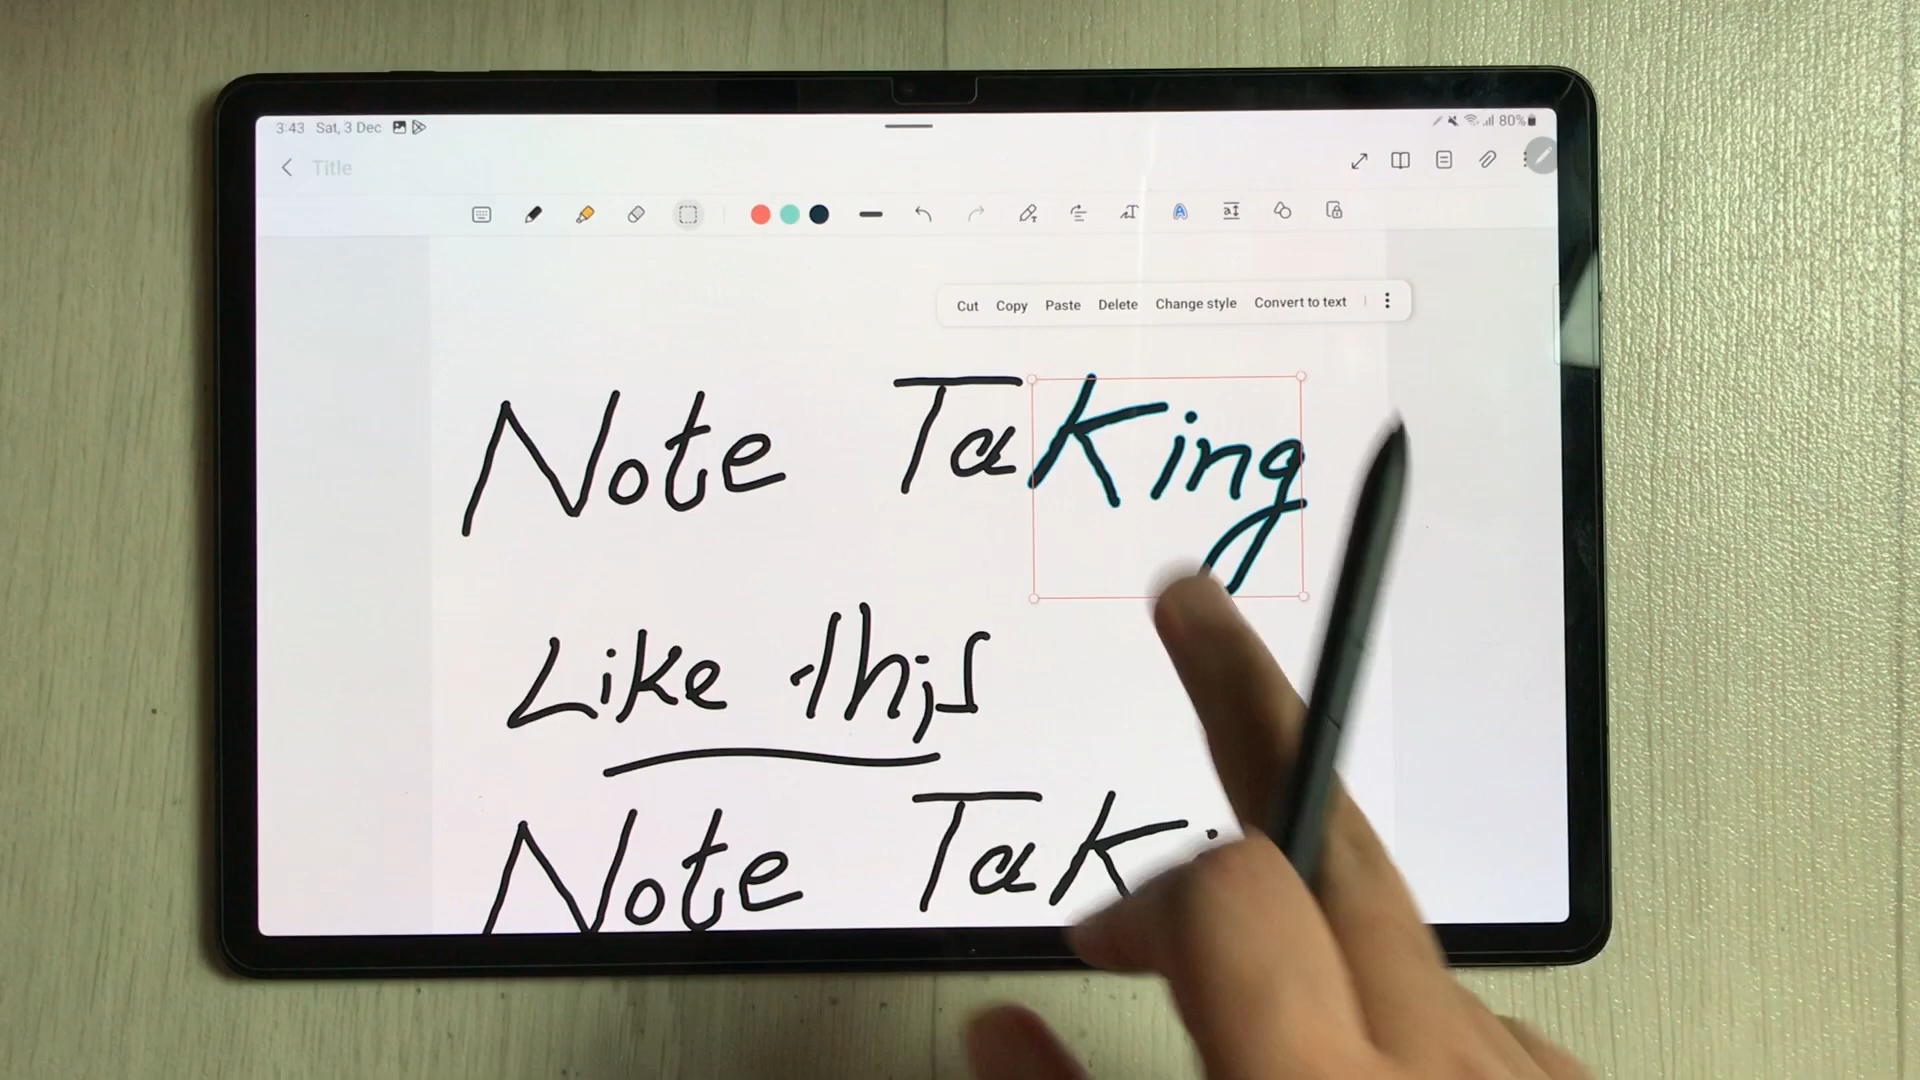 3:43 Sat, 3 Dec
80%
Title
Cut Copy Paste Delete Change style Convert to text
Note Taking
Like this
Note Taki